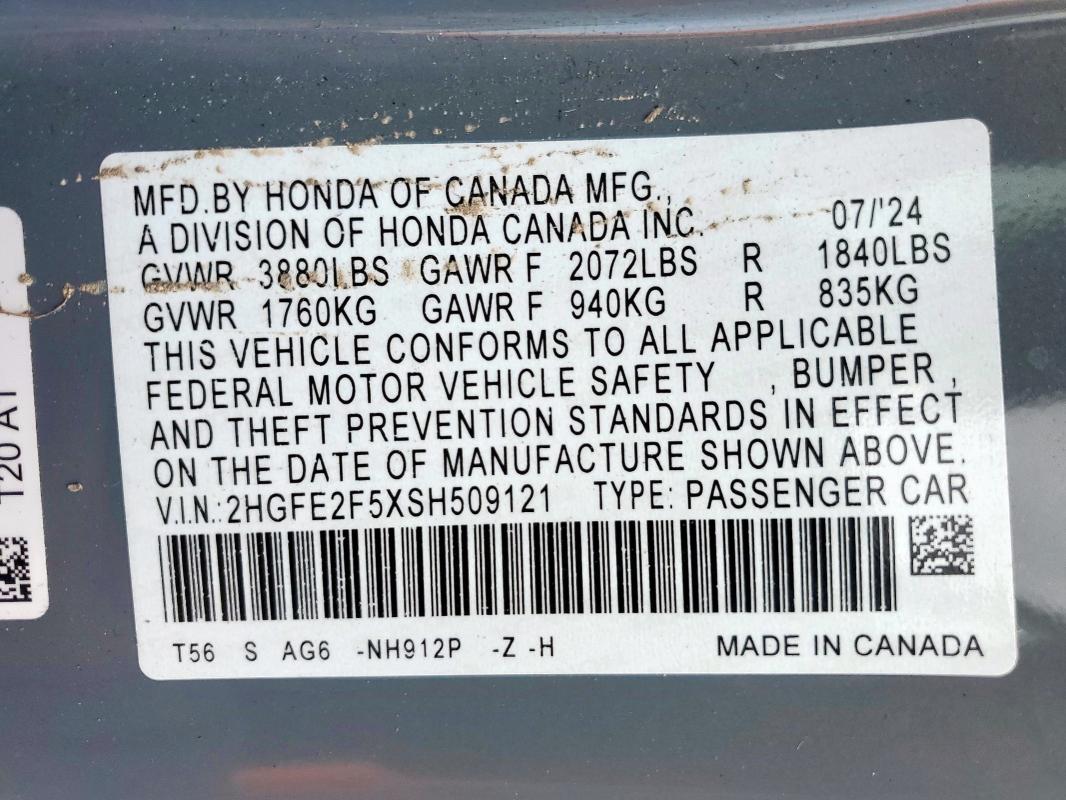 MFD.BY HONDA OF CANADA MFG.,
A DIVISION OF HONDA CANADA INC. 07/'24
GVWR 3880LBS GAWR F 2072LBS R 1840LBS
GVWR 1760KG GAWR F 940KG R 835KG
THIS VEHICLE CONFORMS TO ALL APPLICABLE
FEDERAL MOTOR VEHICLE SAFETY , BUMPER ,
AND THEFT PREVENTION STANDARDS IN EFFECT
ON THE DATE OF MANUFACTURE SHOWN ABOVE.
V.I.N.: 2HGFE2F5XSH509121 TYPE: PASSENGER CAR
T56 S AG6 -NH912P -Z -H MADE IN CANADA
T20 A1